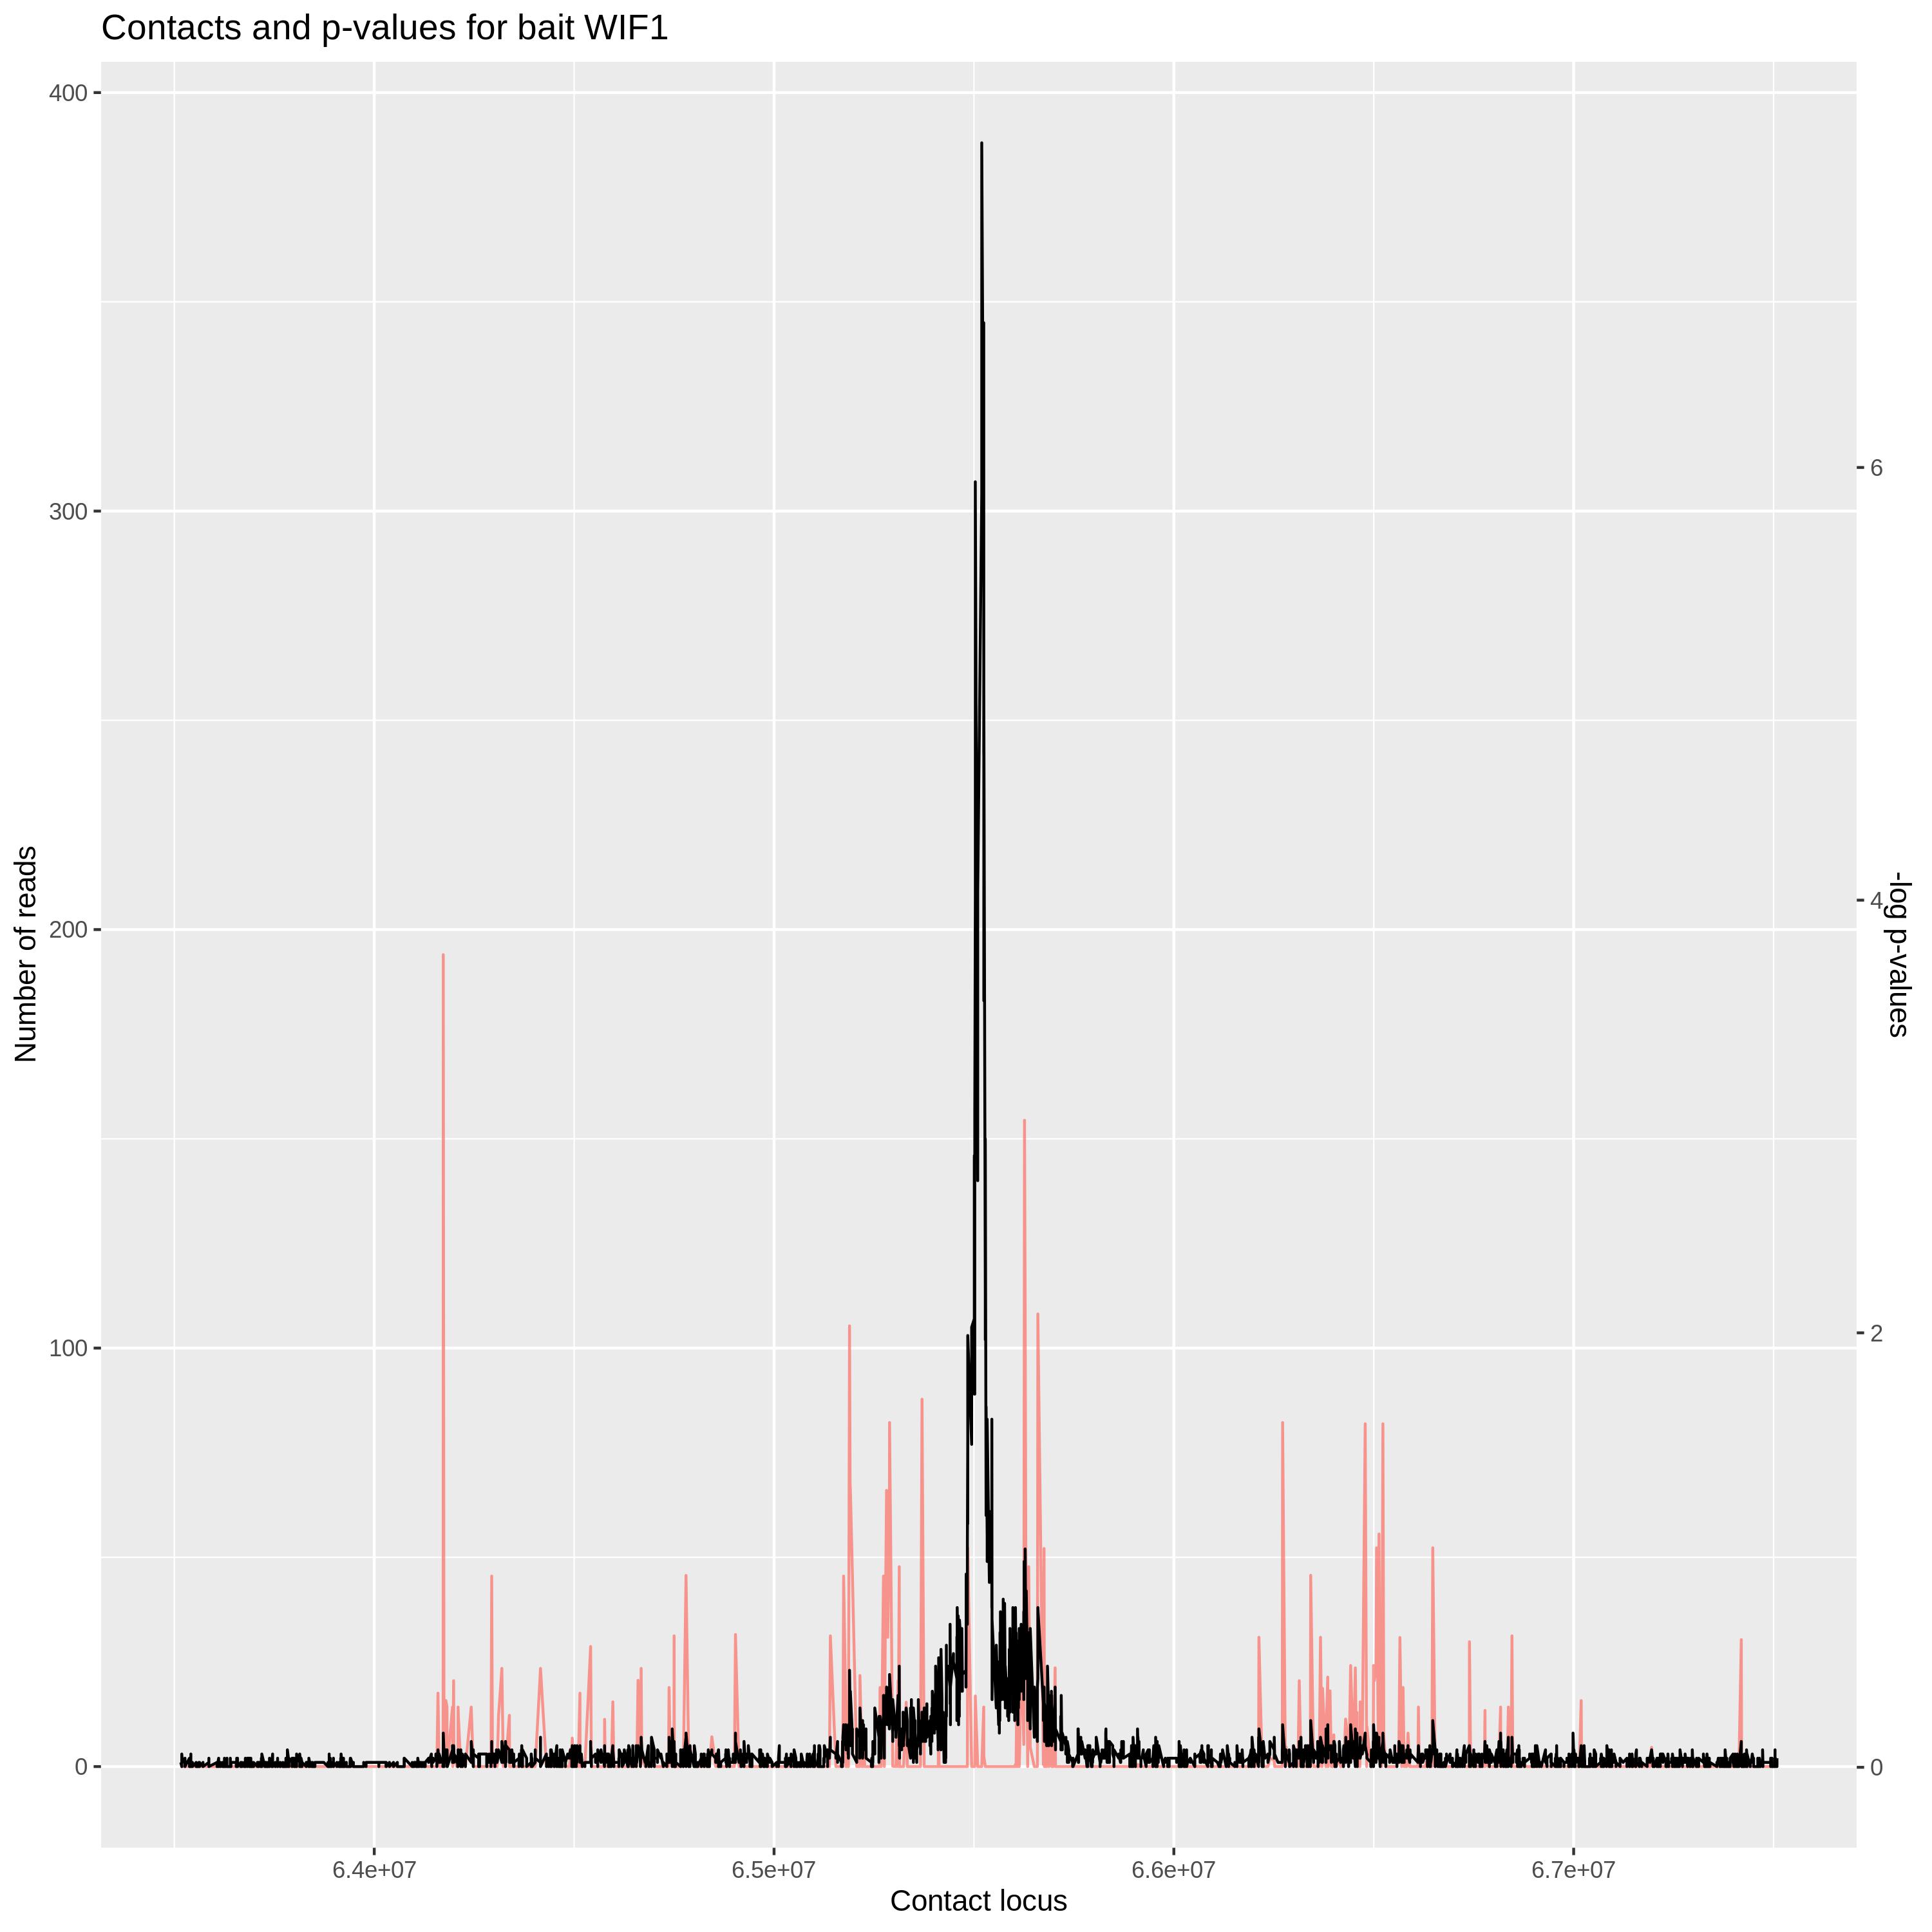 Contacts and p-values for bait WIF1
400
300
200
100
0
Number of reads
6
4
2
0
-log p-values
6.4e+07 6.5e+07 6.6e+07 6.7e+07
Contact locus